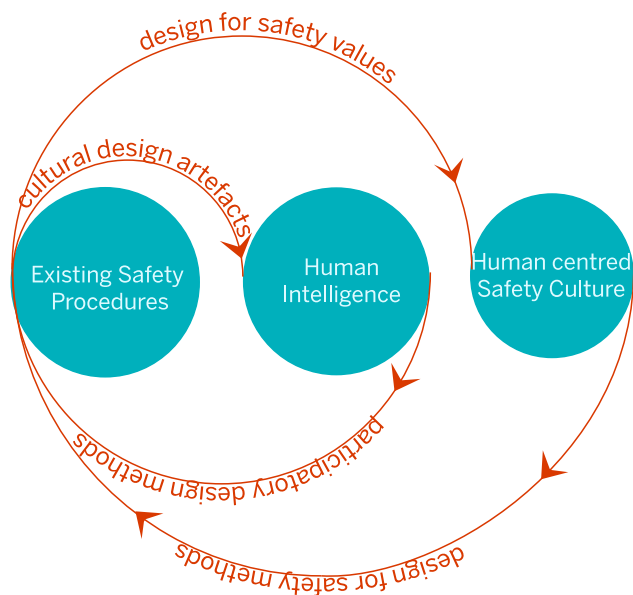 design for safety values
cultural design artefacts
Existing Safety
Procedures
Human
Intelligence
Human centred
Safety Culture
participatory design methods
design for safety methods